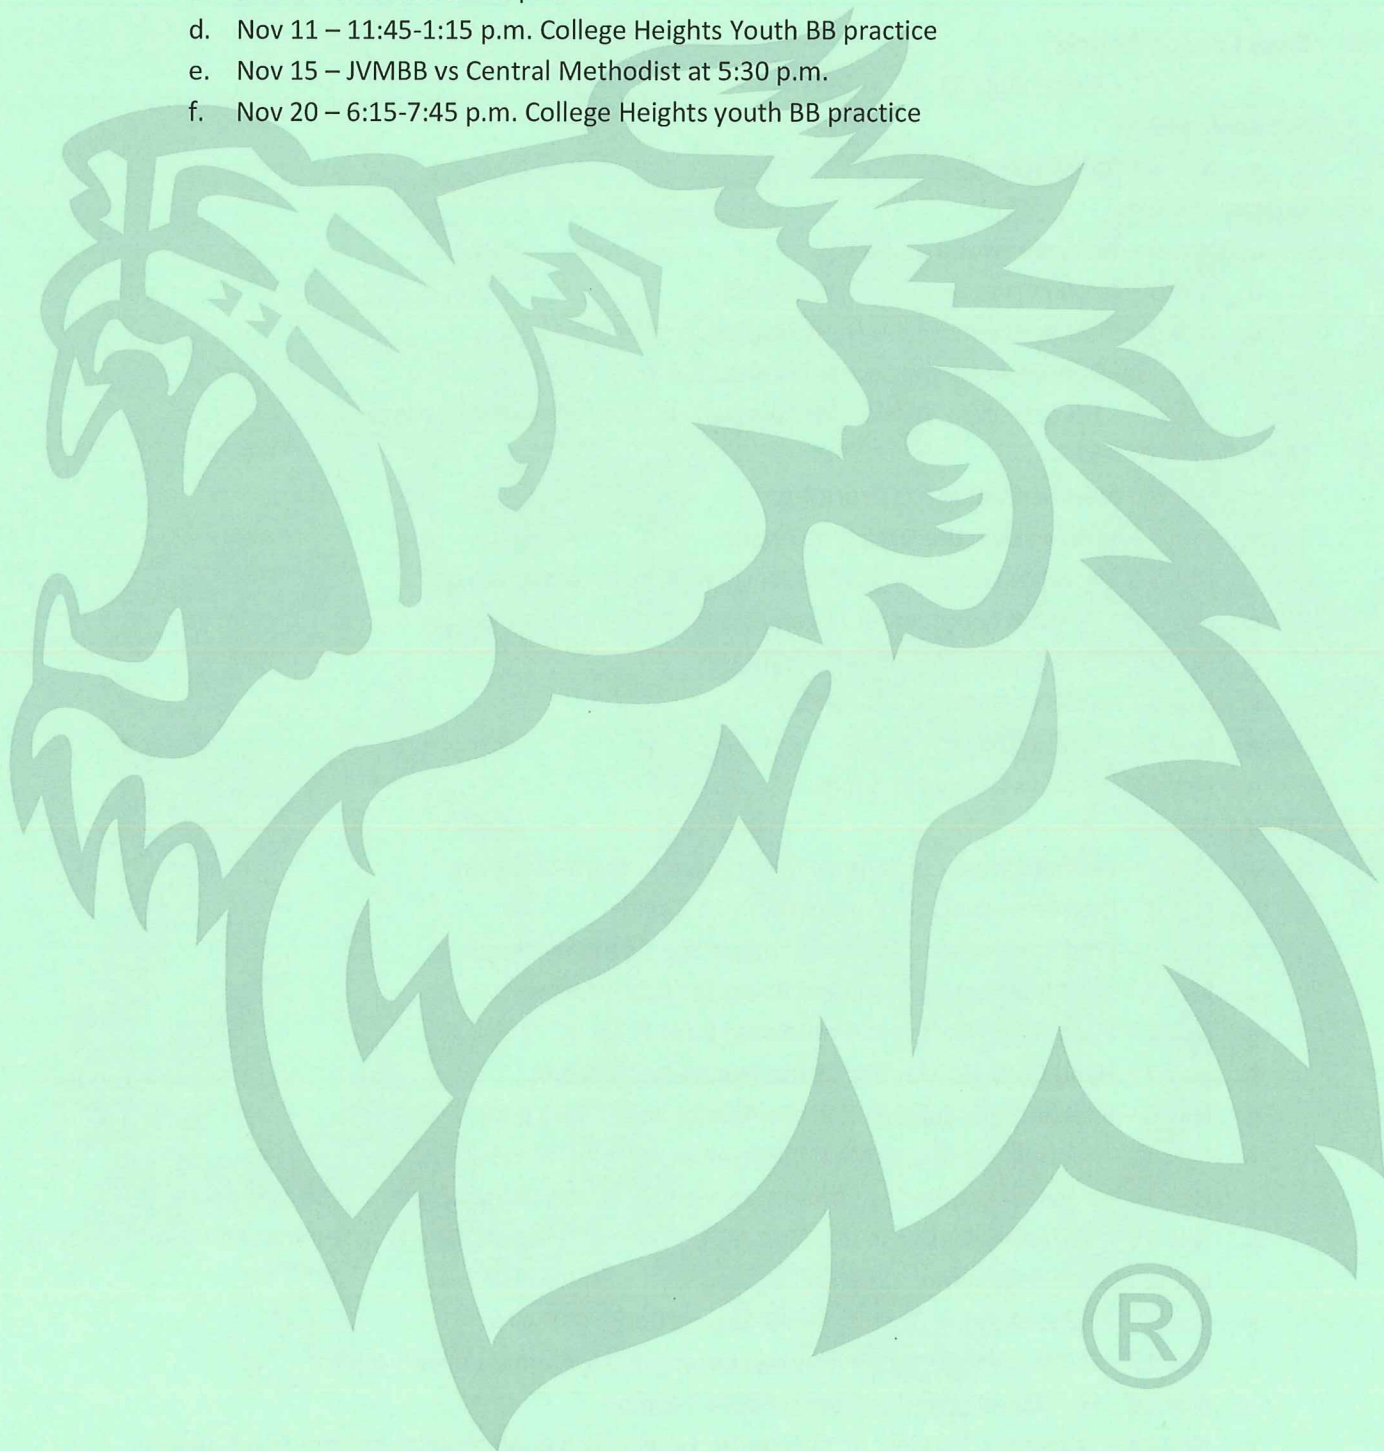 d. Nov 11 – 11:45-1:15 p.m. College Heights Youth BB practice
e. Nov 15 – JVMBB vs Central Methodist at 5:30 p.m.
f. Nov 20 – 6:15-7:45 p.m. College Heights youth BB practice
®